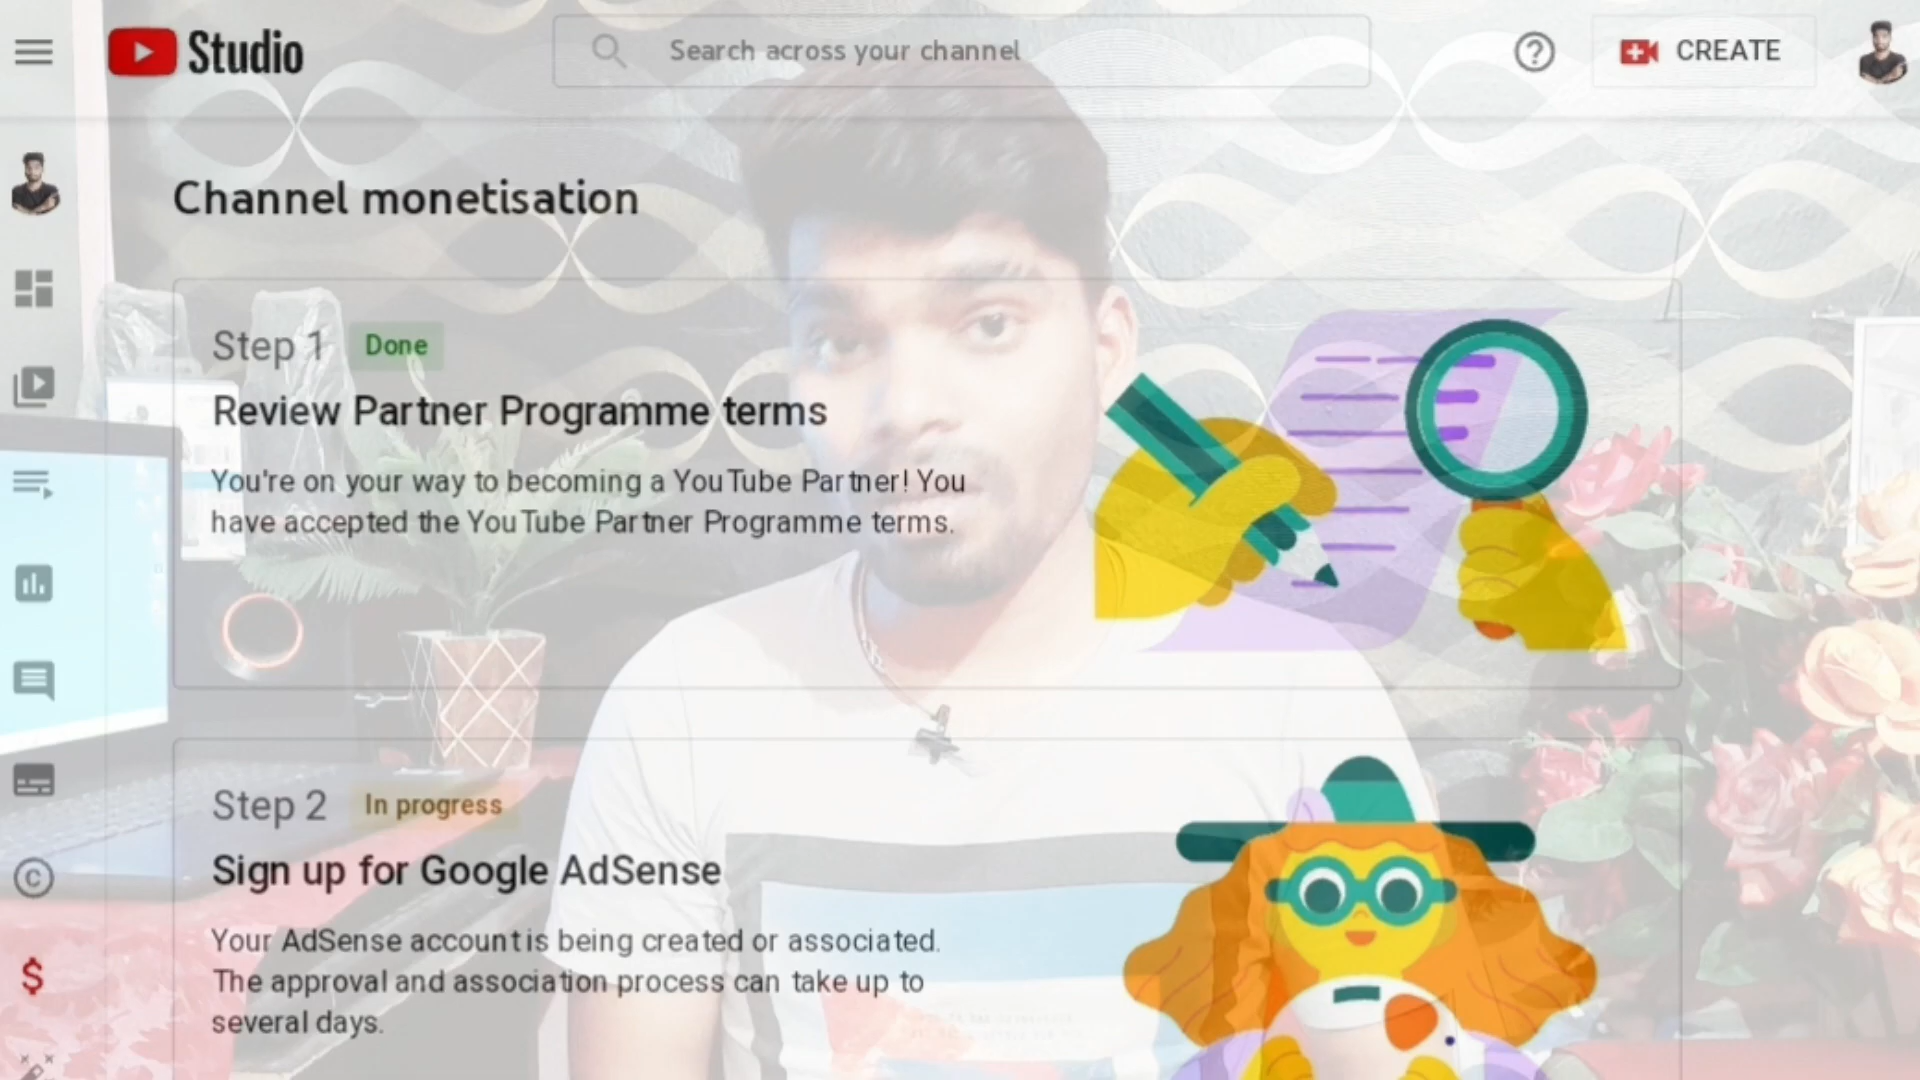 Studio
Search across your channel
CREATE
Channel monetisation
Step 1 Done
Review Partner Programme terms
You're on your way to becoming a YouTube Partner! You
have accepted the YouTube Partner Programme terms.
Step 2 In progress
Sign up for Google AdSense
Your AdSense account is being created or associated.
The approval and association process can take up to
several days.